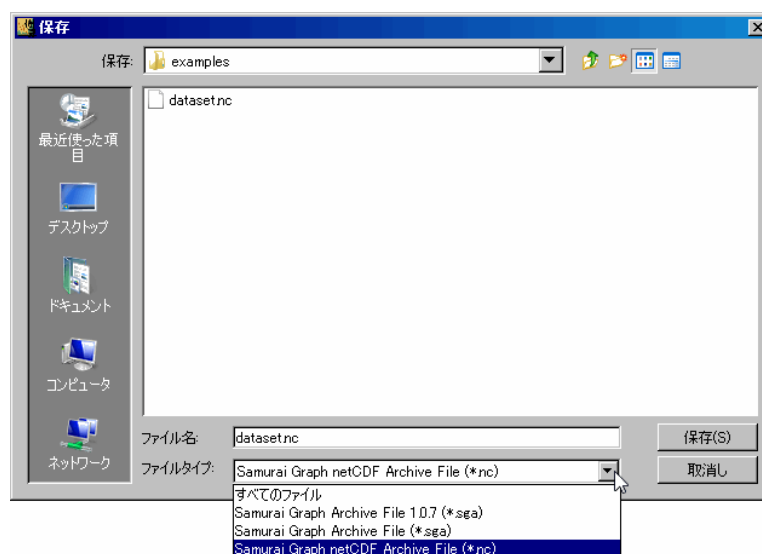 保存
保存: examples
dataset.nc
最近使った項
目
デスクトップ
ドキュメント
コンピュータ
ネットワーク
ファイル名: dataset.nc 保存(S)
ファイルタイプ: Samurai Graph netCDF Archive File (*.nc) 取消し
すべてのファイル
Samurai Graph Archive File 1.0.7 (*.sga)
Samurai Graph Archive File (*.sga)
Samurai Graph netCDF Archive File (*.nc)